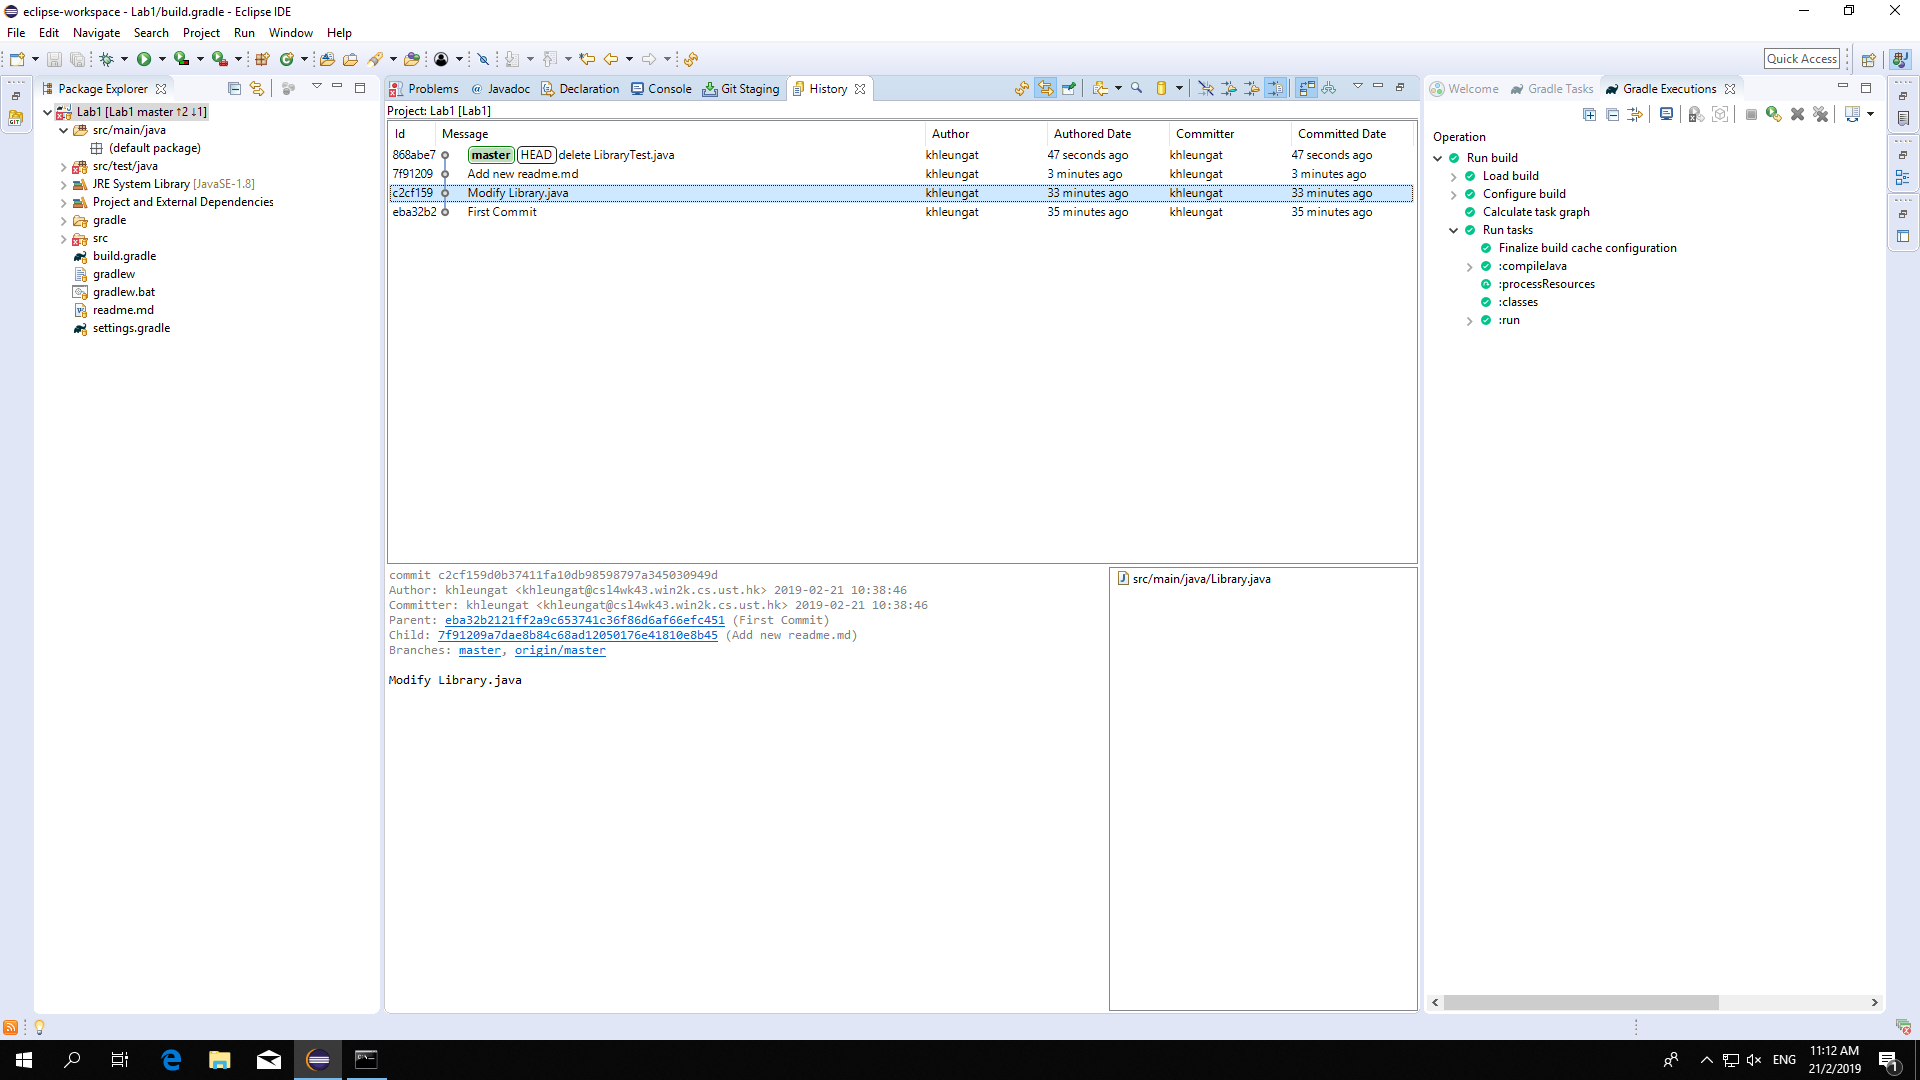 eclipse-workspace - Lab1/build.gradle - Eclipse IDE
File Edit Navigate Search Project Run Window Help
Quick Access
Package Explorer
Lab1 [Lab1 master ↑2 ↓1]
src/main/java
(default package)
src/test/java
JRE System Library [JavaSE-1.8]
Project and External Dependencies
gradle
src
build.gradle
gradlew
gradlew.bat
readme.md
settings.gradle
Problems @ Javadoc Declaration Console Git Staging History
Project: Lab1 [Lab1]
Id Message Author Authored Date Committer Committed Date
868abe7 master HEAD delete LibraryTest.java khleungat 47 seconds ago khleungat 47 seconds ago
7f91209 Add new readme.md khleungat 3 minutes ago khleungat 3 minutes ago
c2cf159 Modify Library.java khleungat 33 minutes ago khleungat 33 minutes ago
eba32b2 First Commit khleungat 35 minutes ago khleungat 35 minutes ago
commit c2cf159d0b37411fa10db98598797a345030949d
Author: khleungat <khleungat@csl4wk43.win2k.cs.ust.hk> 2019-02-21 10:38:46
Committer: khleungat <khleungat@csl4wk43.win2k.cs.ust.hk> 2019-02-21 10:38:46
Parent: eba32b2121ff2a9c653741c36f86d6af66efc451 (First Commit)
Child: 7f91209a7dae8b84c68ad12050176e41810e8b45 (Add new readme.md)
Branches: master, origin/master
Modify Library.java
src/main/java/Library.java
Welcome Gradle Tasks Gradle Executions
Operation
Run build
Load build
Configure build
Calculate task graph
Run tasks
Finalize build cache configuration
:compileJava
:processResources
:classes
:run
ENG
11:12 AM
21/2/2019
1